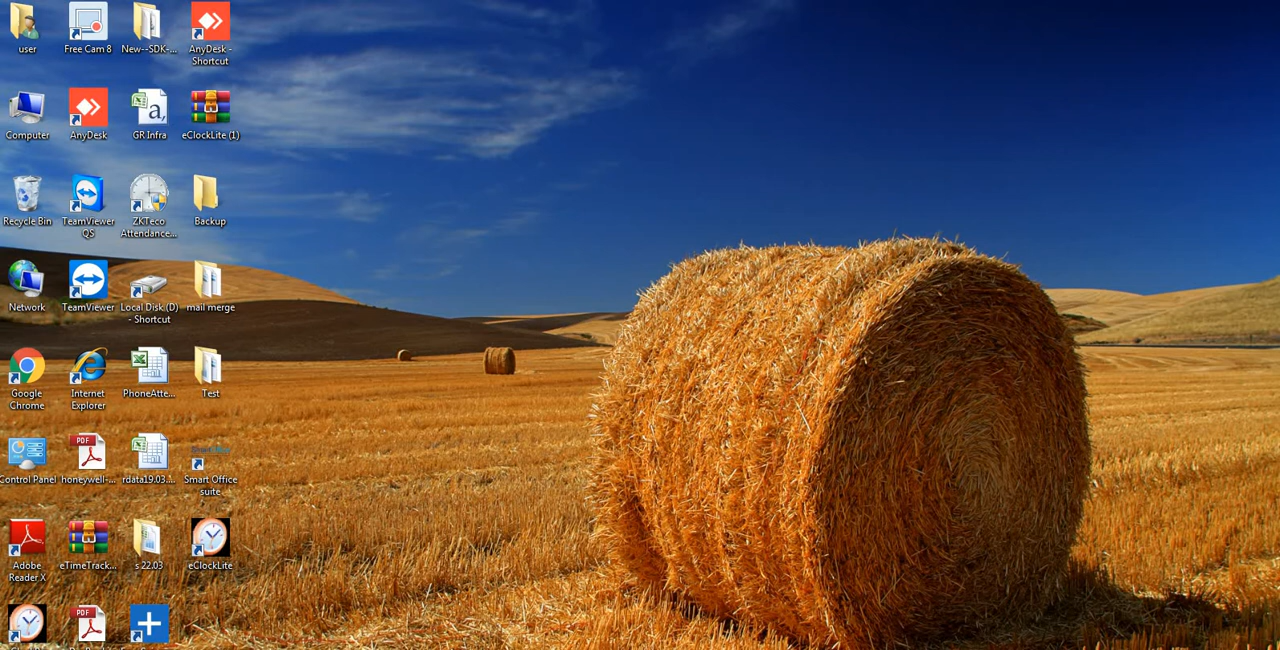 user
Free Cam 8
New--SDK-...
AnyDesk -
Shortcut
Computer
AnyDesk
GR Infra
eClockLite (1)
Recycle Bin
TeamViewer
QS
ZKTeco
Attendance...
Backup
Network
TeamViewer
Local Disk (D)
- Shortcut
mail merge
Google
Chrome
Internet
Explorer
PhoneAtte...
Test
Control Panel
PDF
honeywell-...
rdata19.03....
Smart Office
suite
Adobe
Reader X
eTimeTrack...
s 22.03
eClockLite
PDF